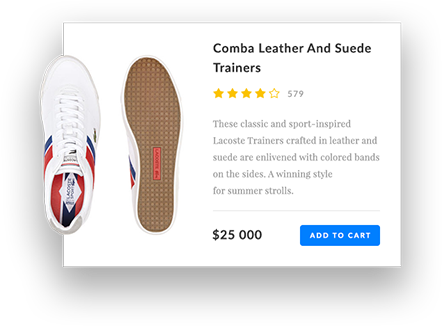 Comba Leather And Suede
Trainers
579
These classic and sport-inspired
Lacoste Trainers crafted in leather and
suede are enlivened with colored bands
on the sides. A winning style
for summer strolls.
$25 000
ADD TO CART